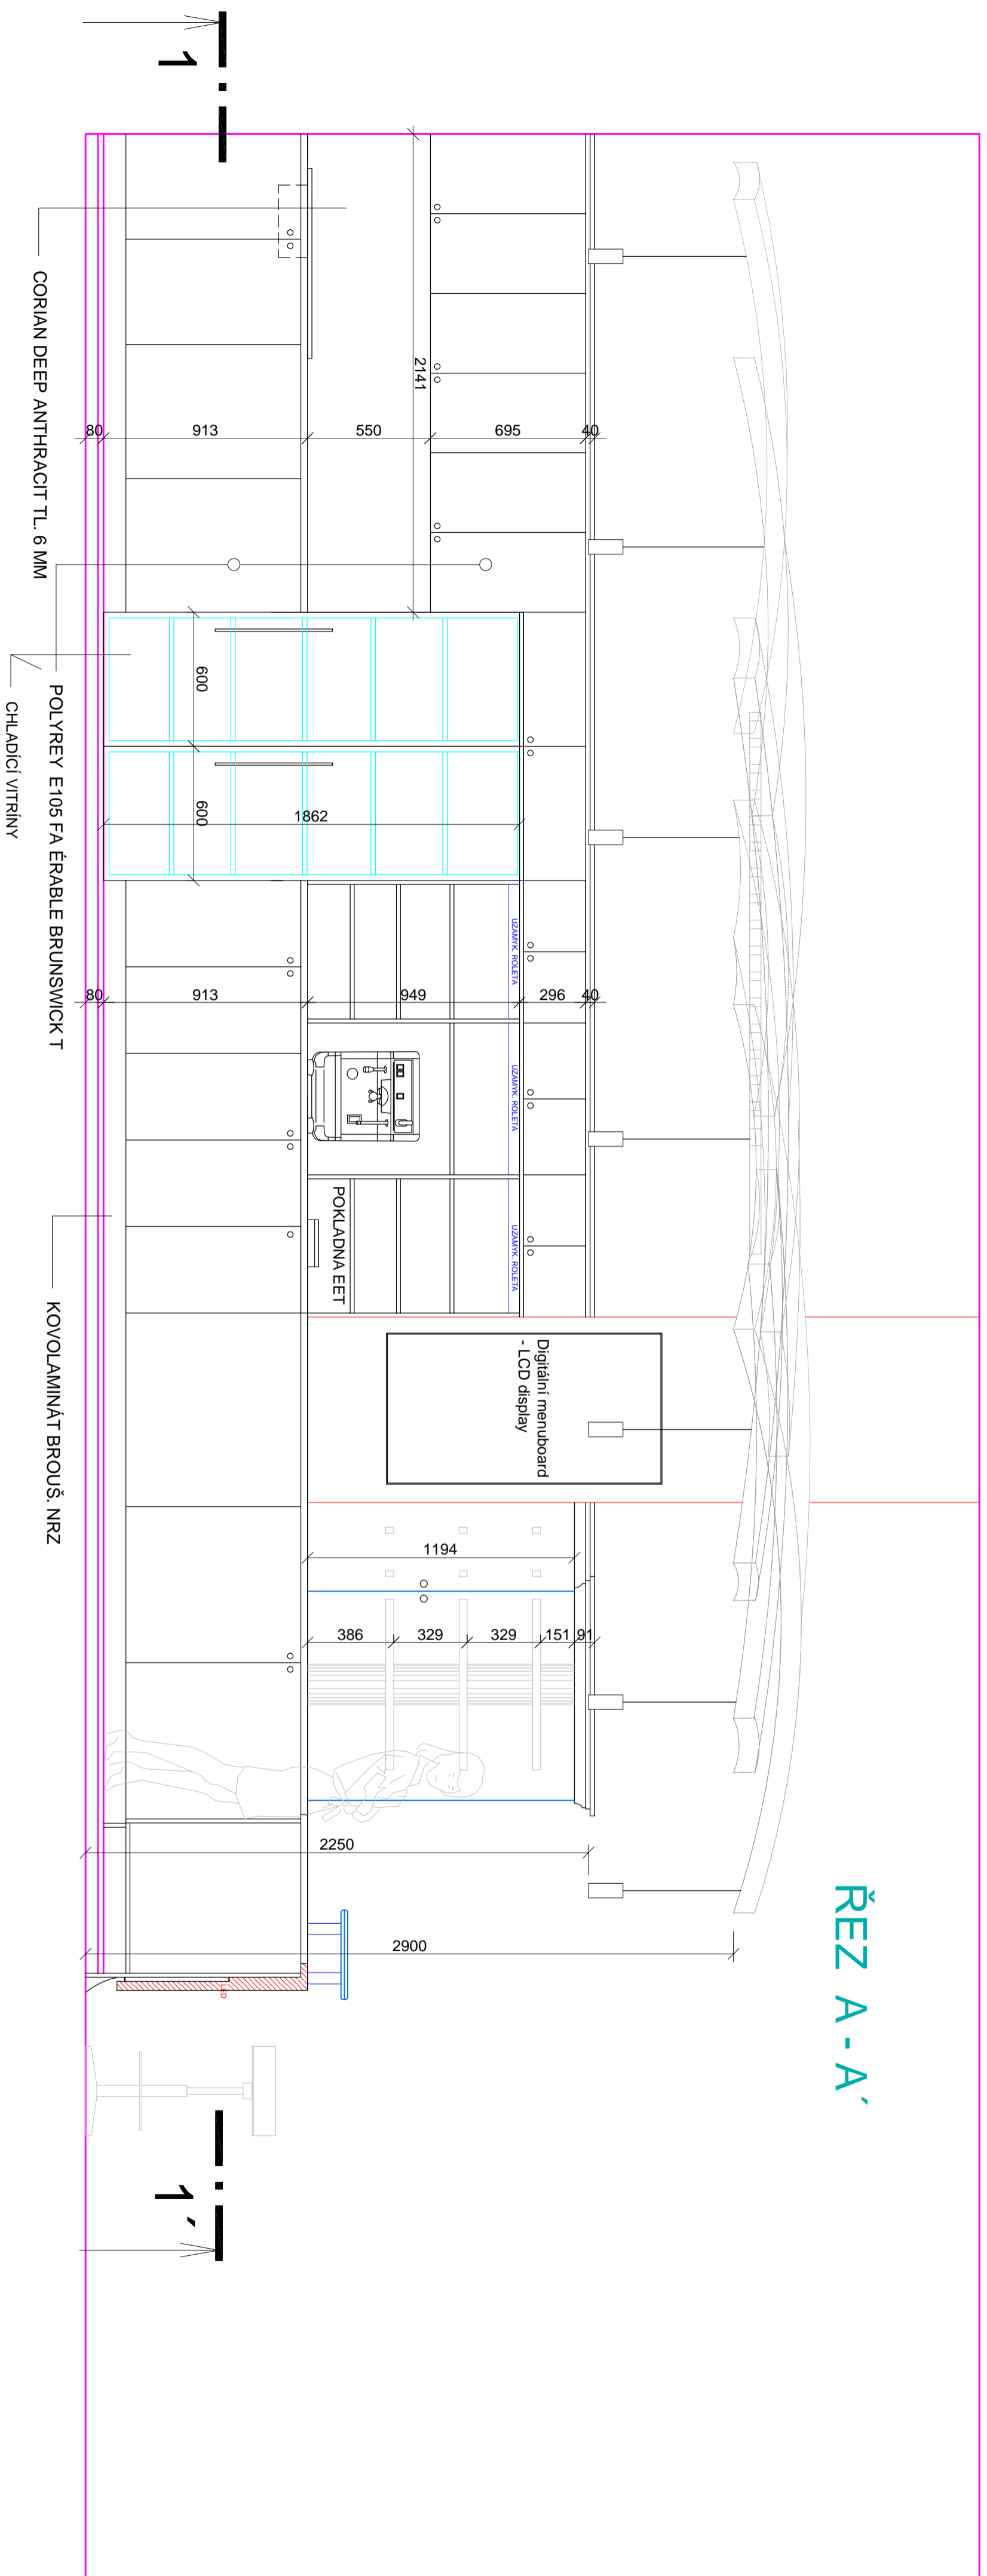 ŘEZ A - A´
2141
40
695
550
913
80
600
600
1862
UZAMYK. ROLETA
UZAMYK. ROLETA
UZAMYK. ROLETA
40
296
949
913
80
POKLADNA EET
Digitální menuboard
- LCD display
1194
91
151
329
329
386
2250
2900
LED
1
1´
CORIAN DEEP ANTHRACIT TL. 6 MM
POLYREY E105 FA ÉRABLE BRUNSWICK T
CHLADÍCÍ VITRÍNY
KOVOLAMINÁT BROUŠ. NRZ